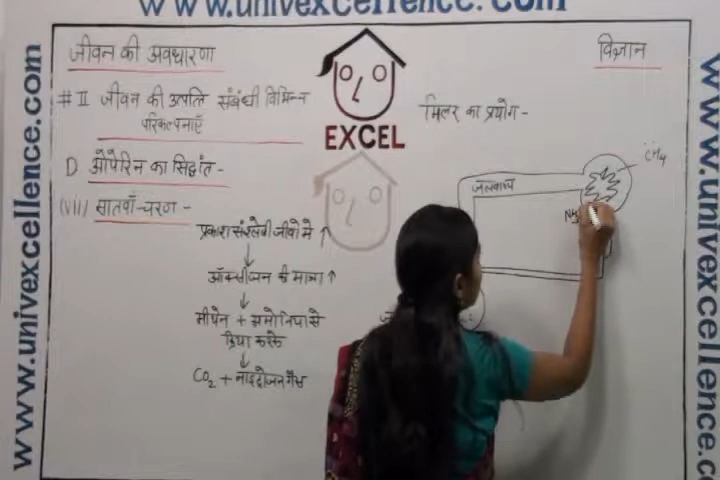 www.univexcellence.com
www.univexcellence.com
www.univexcellence.com
जीवन की अवधारणा
विज्ञान
# II जीवन की उत्पति संबंधी विभिन्न
परिकल्पनाएँ
EXCEL
मिलर का प्रयोग -
D ओपेरिन का सिद्धांत -
(VII) सातवाँ चरण -
प्रकाश संश्लेषी जीवो मे ↑
↓
ऑक्सीजन की मात्रा ↑
↓
मीथेन + अमोनिया से
क्रिया करके
↓
CO₂ + नाइट्रोजन गैस
जलवाष्प
CH₄
NH₃